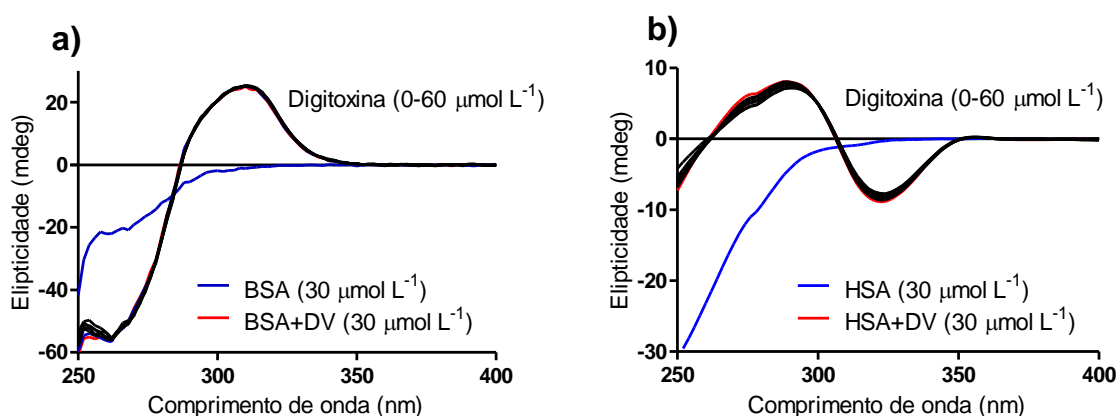 a)
Elipticidade (mdeg)
20
0
-20
-40
-60
Digitoxina (0-60 μmol L-1)
BSA (30 μmol L-1)
BSA+DV (30 μmol L-1)
250
300
350
400
Comprimento de onda (nm)
b)
Elipticidade (mdeg)
10
0
-10
-20
-30
Digitoxina (0-60 μmol L-1)
HSA (30 μmol L-1)
HSA+DV (30 μmol L-1)
250
300
350
400
Comprimento de onda (nm)